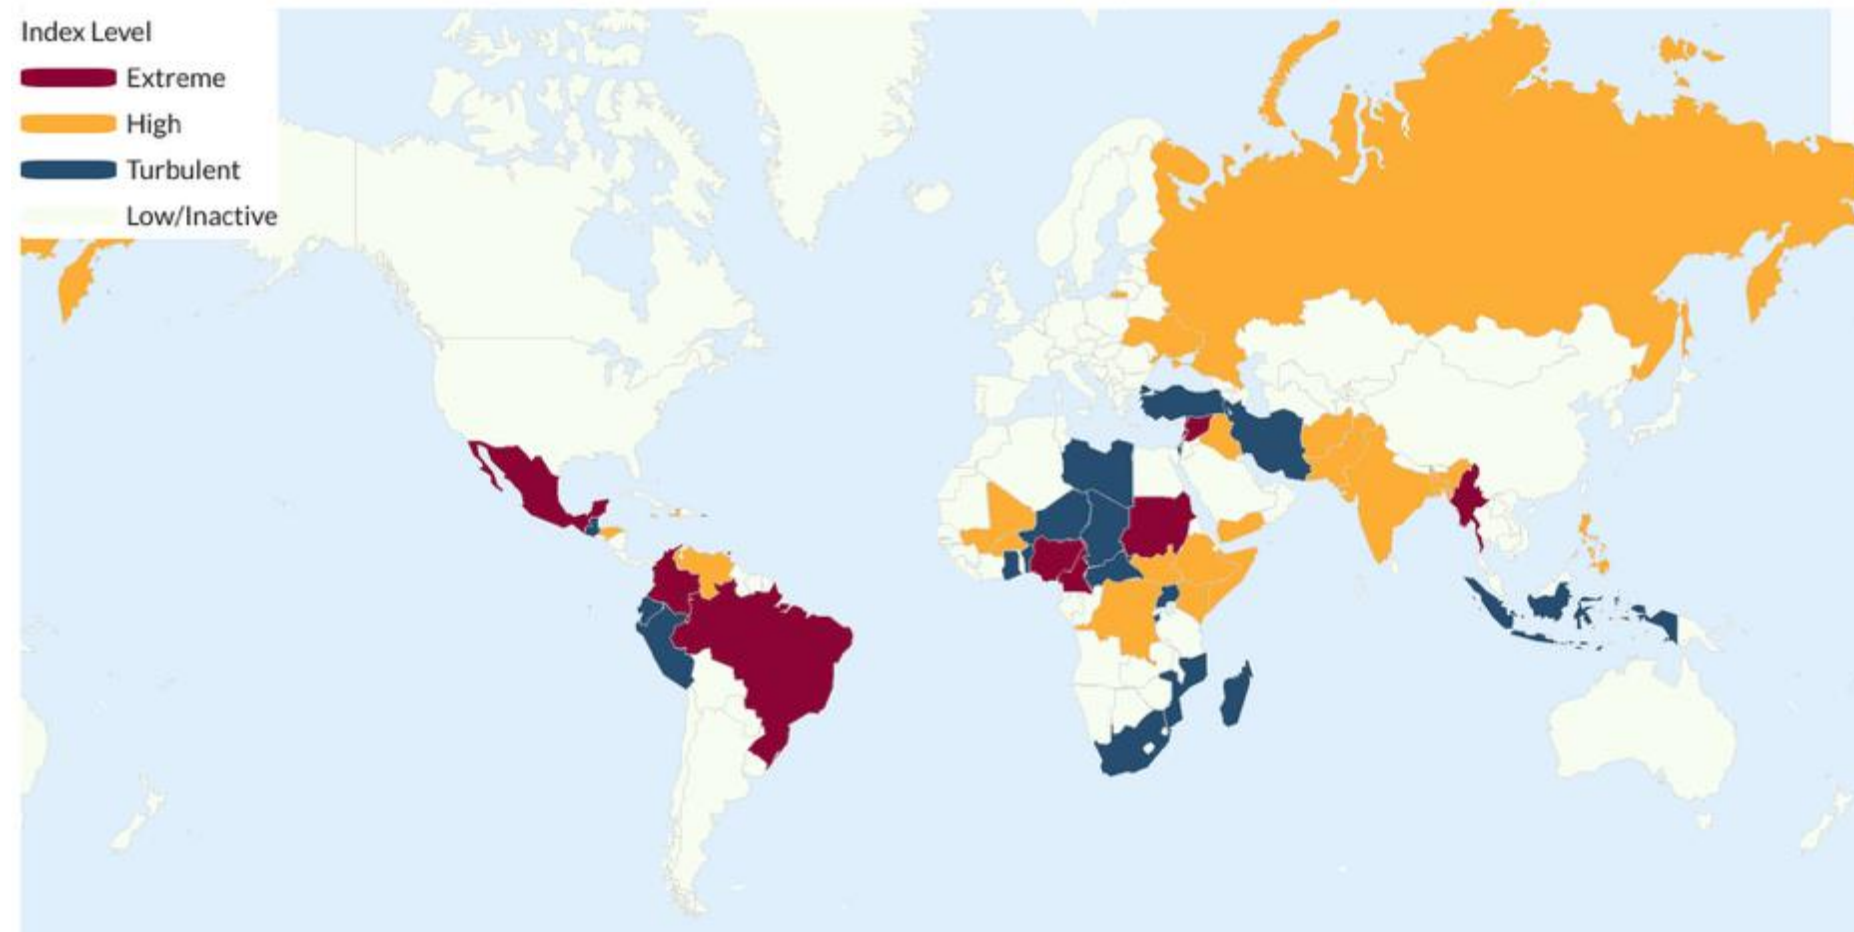 Index Level
Extreme
High
Turbulent
Low/Inactive